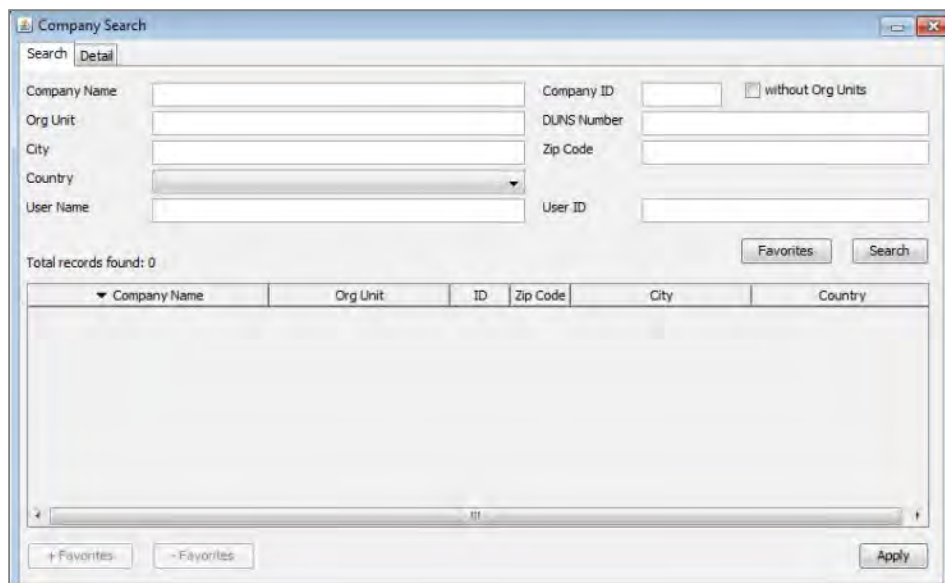 Company Search
Search Detail
Company Name Company ID without Org Units
Org Unit DUNS Number
City Zip Code
Country
User Name User ID
Favorites Search
Total records found: 0
Company Name Org Unit ID Zip Code City Country
+ Favorites - Favorites Apply